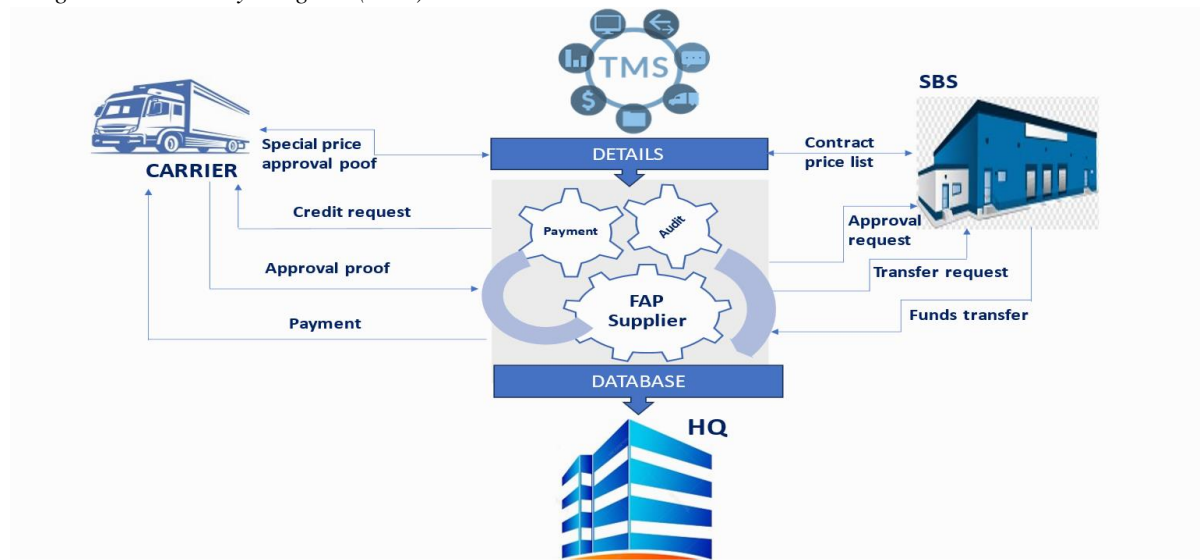 TMS
SBS
Special price
approval poof
DETAILS
Contract
price list
CARRIER
Credit request
Payment
Audit
Approval
request
Approval proof
Transfer request
FAP
Supplier
Payment
Funds transfer
DATABASE
HQ